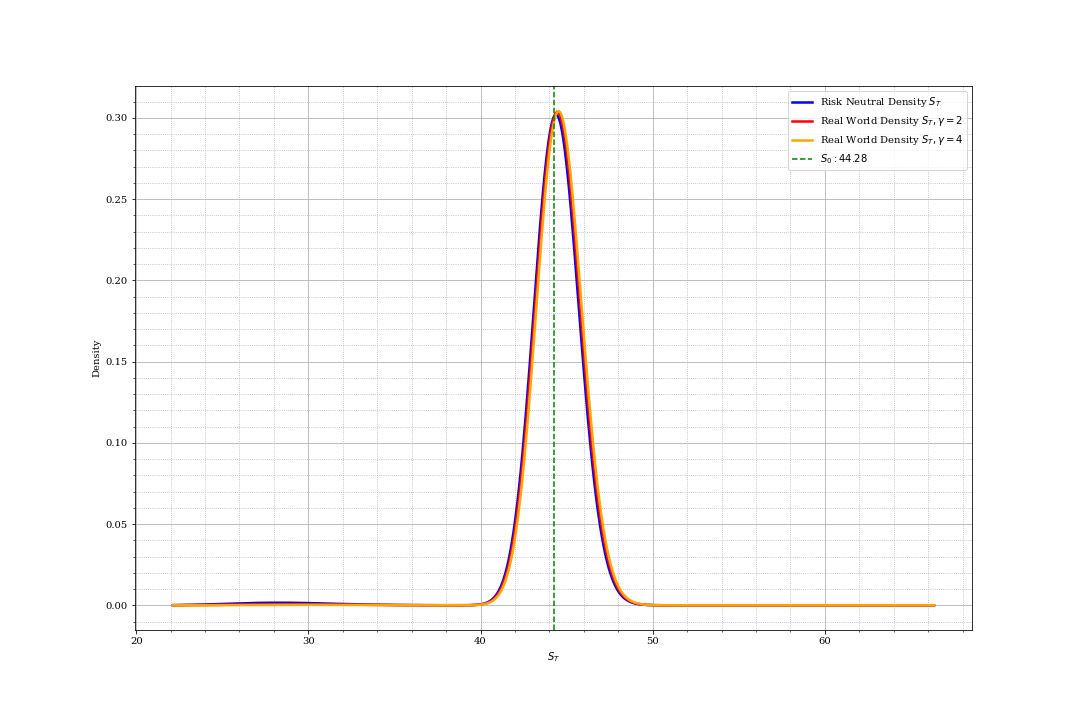 Risk Neutral Density S_T
Real World Density S_T, γ = 2
Real World Density S_T, γ = 4
S_0 : 44.28
0.30
0.25
0.20
0.15
0.10
0.05
0.00
Density
20 30 40 50 60
S_T